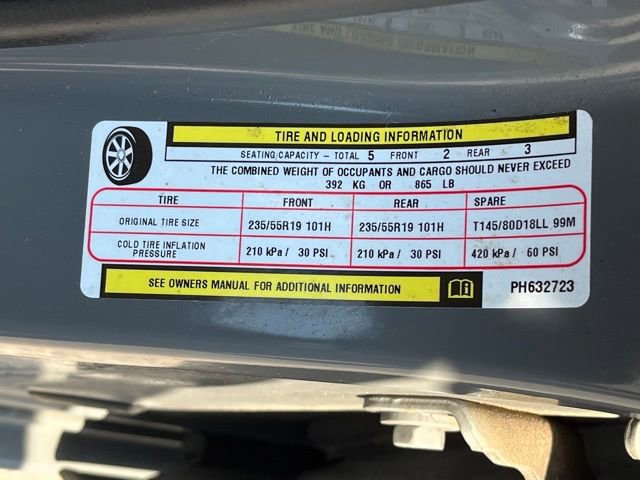 TIRE AND LOADING INFORMATION
SEATING CAPACITY - TOTAL 5 FRONT 2 REAR 3
THE COMBINED WEIGHT OF OCCUPANTS AND CARGO SHOULD NEVER EXCEED
392 KG OR 865 LB
TIRE FRONT REAR SPARE
ORIGINAL TIRE SIZE 235/55R19 101H 235/55R19 101H T145/80D18LL 99M
COLD TIRE INFLATION PRESSURE 210 kPa / 30 PSI 210 kPa / 30 PSI 420 kPa / 60 PSI
SEE OWNERS MANUAL FOR ADDITIONAL INFORMATION PH632723